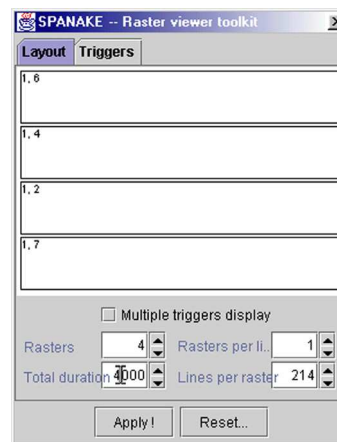 SPANAKE -- Raster viewer toolkit
Layout Triggers
1, 6
1, 4
1, 2
1, 7
Multiple triggers display
Rasters 4 Rasters per li.. 1
Total duration 4000 Lines per raster 214
Apply ! Reset...